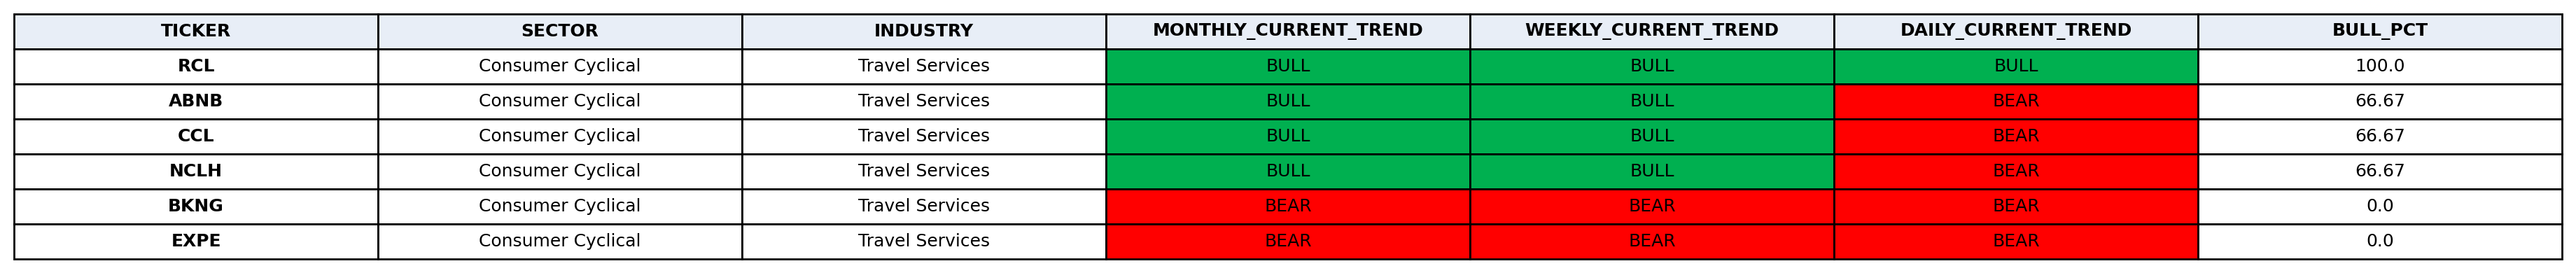 TICKER SECTOR INDUSTRY MONTHLY_CURRENT_TREND WEEKLY_CURRENT_TREND DAILY_CURRENT_TREND BULL_PCT
RCL Consumer Cyclical Travel Services BULL BULL BULL 100.0
ABNB Consumer Cyclical Travel Services BULL BULL BEAR 66.67
CCL Consumer Cyclical Travel Services BULL BULL BEAR 66.67
NCLH Consumer Cyclical Travel Services BULL BULL BEAR 66.67
BKNG Consumer Cyclical Travel Services BEAR BEAR BEAR 0.0
EXPE Consumer Cyclical Travel Services BEAR BEAR BEAR 0.0